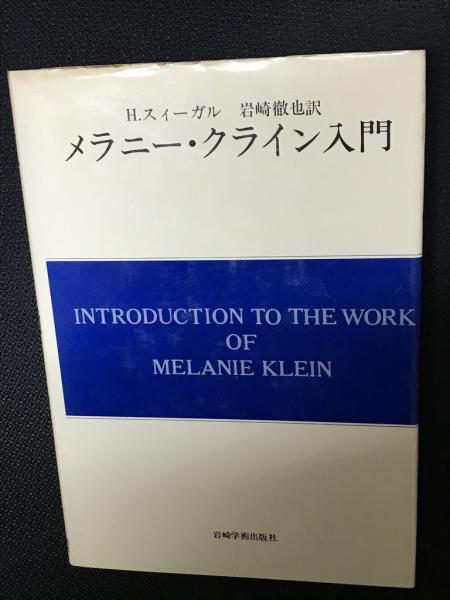 H.スィーガル 岩崎徹也訳
メラニー・クライン入門
INTRODUCTION TO THE WORK
OF
MELANIE KLEIN
岩崎学術出版社